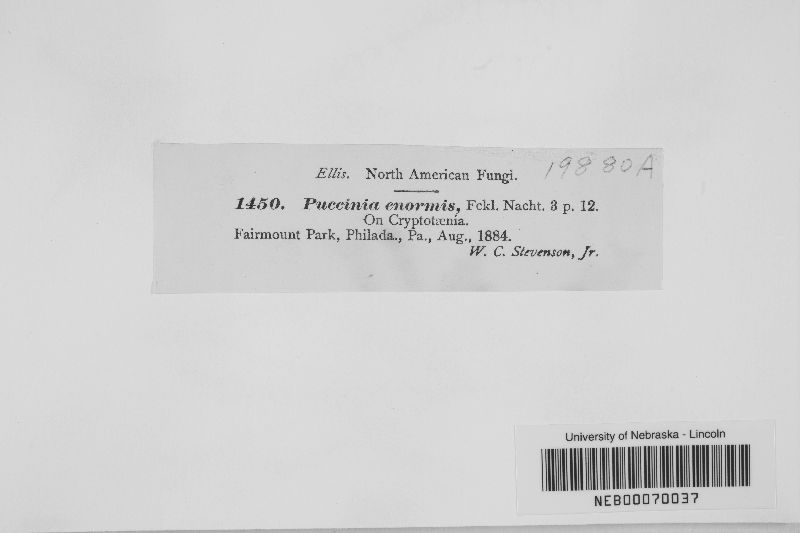 Ellis. North American Fungi. 19880A
1450. Puccinia enormis, Fckl. Nacht. 3 p. 12.
On Cryptotænia.
Fairmount Park, Philada., Pa., Aug., 1884.
W. C. Stevenson, Jr.
University of Nebraska - Lincoln
NEB00070037